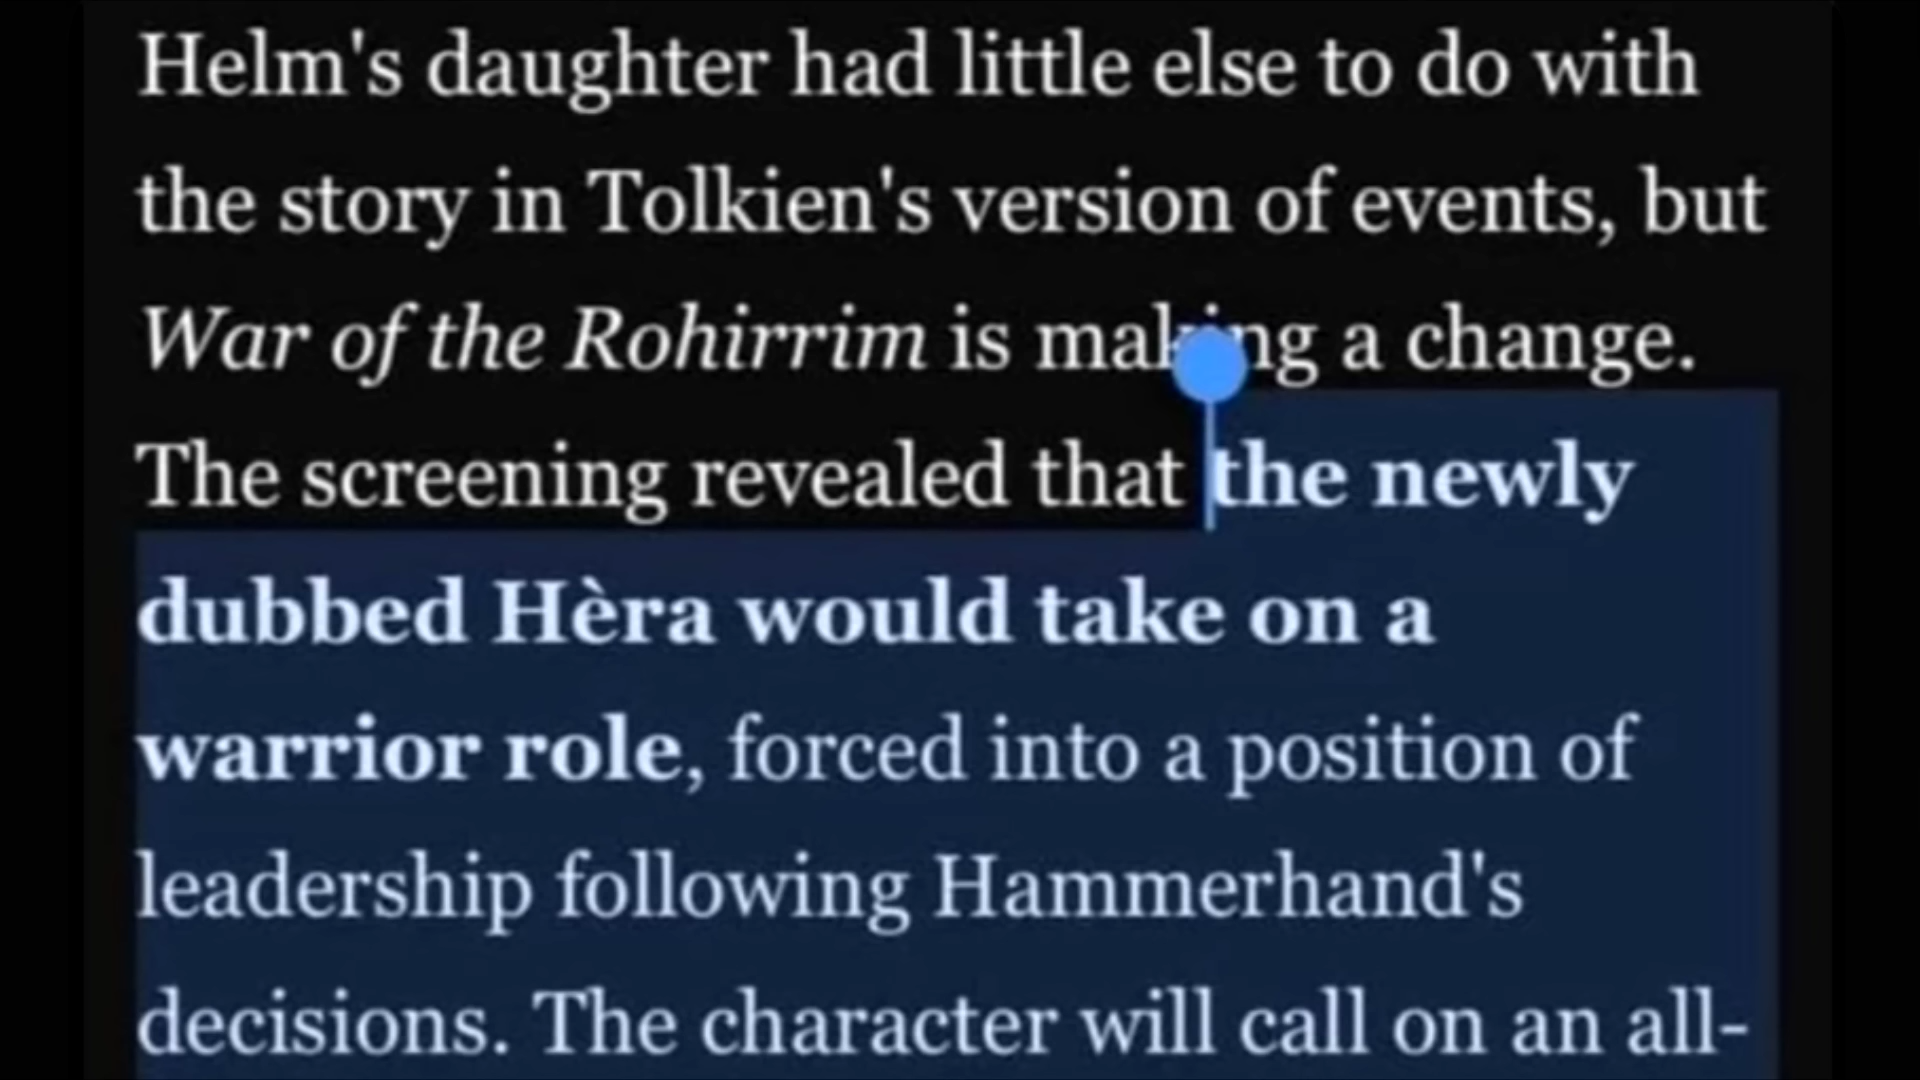 Helm's daughter had little else to do with
the story in Tolkien's version of events, but
War of the Rohirrim is making a change.
The screening revealed that the newly
dubbed Hèra would take on a
warrior role, forced into a position of
leadership following Hammerhand's
decisions. The character will call on an all-